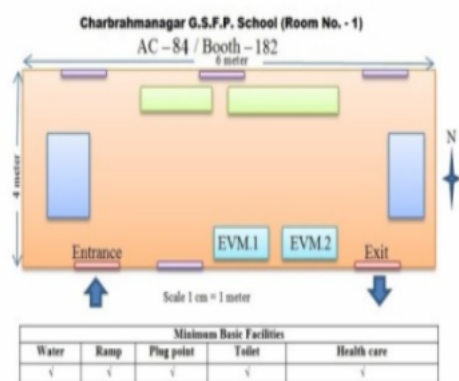 Charbrahmanagar G.S.F.P. School (Room No. - 1)
AC – 84 / Booth – 182
6 meter
4 meter
N
EVM.1 EVM.2
Entrance Exit
Scale 1 cm = 1 meter
Minimum Basic Facilities
Water Ramp Plug point Toilet Health care
√ √ √ √ √